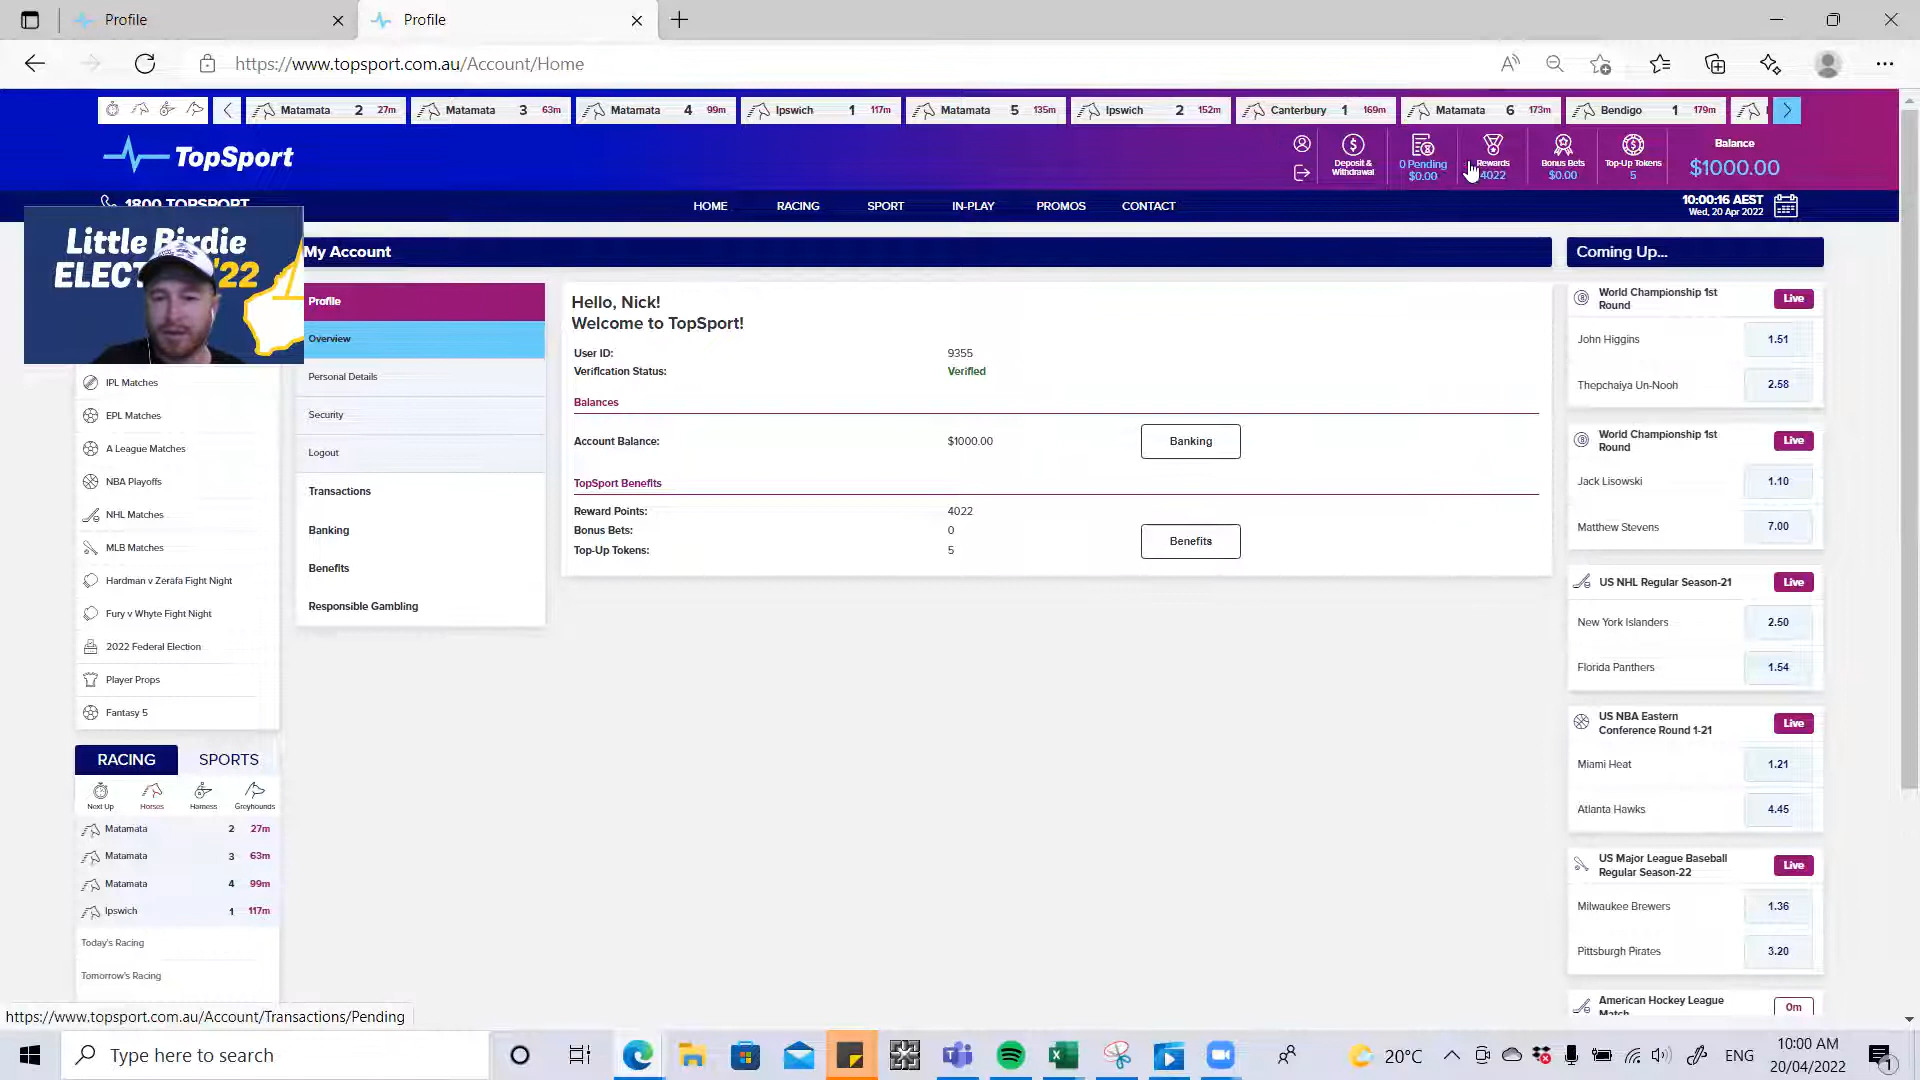 Profile
Profile
https://www.topsport.com.au/Account/Home
Matamata 2 27m
Matamata 3 63m
Matamata 4 99m
Ipswich 1 117m
Matamata 5 135m
Ipswich 2 152m
Canterbury 1 169m
Matamata 6 173m
Bendigo 1 179m
TopSport
Deposit & Withdrawal
0 Pending
$0.00
Rewards
4022
Bonus Bets
$0.00
Top-Up Tokens
5
Balance
$1000.00
1800 TOPSPORT
HOME
RACING
SPORT
IN-PLAY
PROMOS
CONTACT
10:00:16 AEST
Wed, 20 Apr 2022
Little Birdie
'22
My Account
Profile
Overview
Personal Details
Security
Logout
Transactions
Banking
Benefits
Responsible Gambling
Hello, Nick!
Welcome to TopSport!
User ID: 9355
Verification Status: Verified
Balances
Account Balance: $1000.00 Banking
TopSport Benefits
Reward Points: 4022
Bonus Bets: 0
Top-Up Tokens: 5
Benefits
IPL Matches
EPL Matches
A League Matches
NBA Playoffs
NHL Matches
MLB Matches
Hardman v Zerafa Fight Night
Fury v Whyte Fight Night
2022 Federal Election
Player Props
Fantasy 5
RACING SPORTS
Next Up Horses Harness Greyhounds
Matamata 2 27m
Matamata 3 63m
Matamata 4 99m
Ipswich 1 117m
Today's Racing
Tomorrow's Racing
Coming Up...
World Championship 1st
Round
Live
John Higgins 1.51
Thepchaiya Un-Nooh 2.58
World Championship 1st
Round
Live
Jack Lisowski 1.10
Matthew Stevens 7.00
US NHL Regular Season-21 Live
New York Islanders 2.50
Florida Panthers 1.54
US NBA Eastern
Conference Round 1-21
Live
Miami Heat 1.21
Atlanta Hawks 4.45
US Major League Baseball
Regular Season-22
Live
Milwaukee Brewers 1.36
Pittsburgh Pirates 3.20
American Hockey League
Match
0m
https://www.topsport.com.au/Account/Transactions/Pending
Type here to search
20°C
ENG
10:00 AM
20/04/2022
1